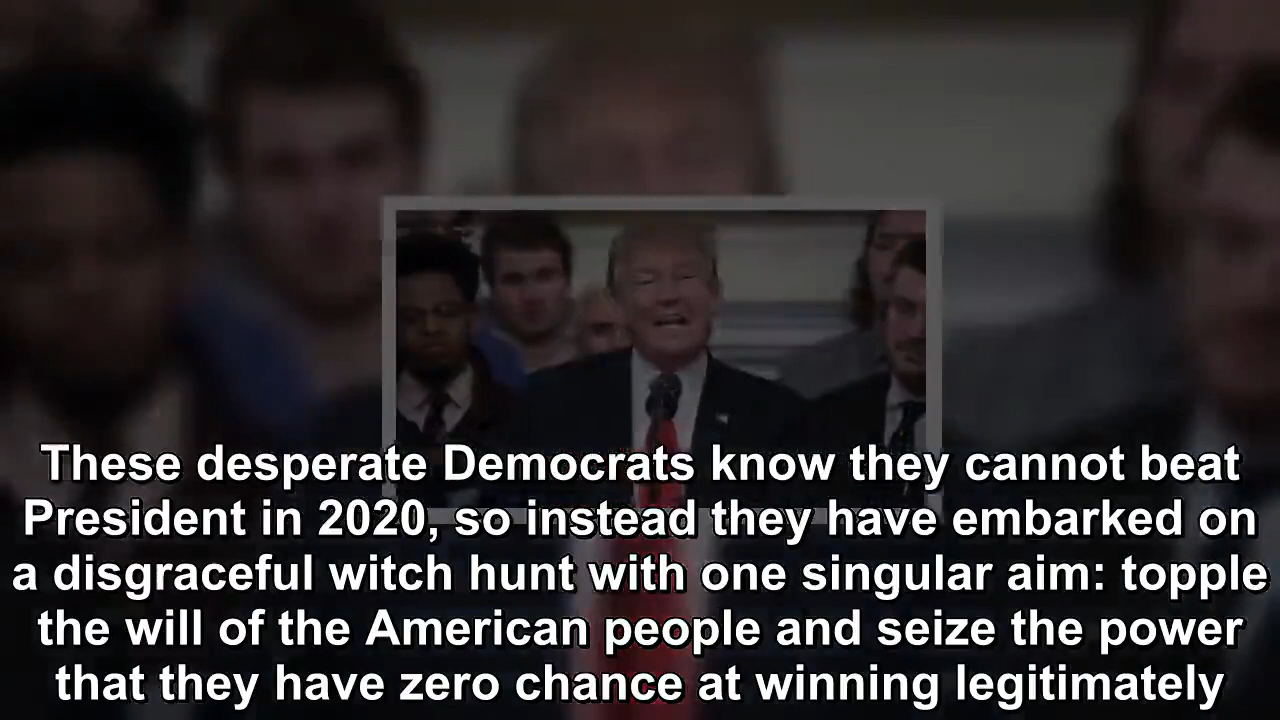 These desperate Democrats know they cannot beat
President in 2020, so instead they have embarked on
a disgraceful witch hunt with one singular aim: topple
the will of the American people and seize the power
that they have zero chance at winning legitimately